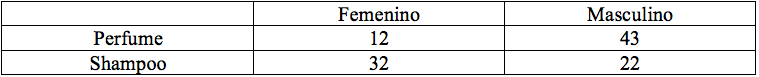 Femenino Masculino
Perfume 12 43
Shampoo 32 22